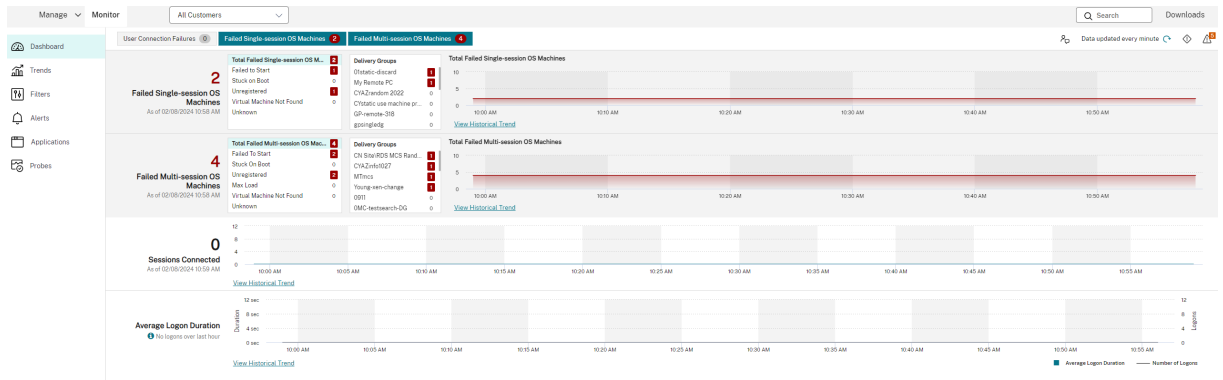 Manage Monitor All Customers Search Downloads
Dashboard
Trends
Filters
Alerts
Applications
Probes
User Connection Failures 0 Failed Single-session OS Machines 2 Failed Multi-session OS Machines 4 Data updated every minute
2
Failed Single-session OS
Machines
As of 02/08/2024 10:58 AM
Total Failed Single-session OS M... 2
Failed to Start 1
Stuck on Boot 0
Unregistered 1
Virtual Machine Not Found 0
Unknown
Delivery Groups
01static-discard 1
My Remote PC 1
CYAZrandom 2022 0
CYstatic use machine pr... 0
GP-remote-318 0
gpsingledg 0
Total Failed Single-session OS Machines
10
5
0
10:00 AM 10:10 AM 10:20 AM 10:30 AM 10:40 AM 10:50 AM
View Historical Trend
4
Failed Multi-session OS
Machines
As of 02/08/2024 10:58 AM
Total Failed Multi-session OS Mac... 4
Failed To Start 2
Stuck On Boot 0
Unregistered 2
Max Load 0
Virtual Machine Not Found 0
Unknown
Delivery Groups
CN Site\RDS MCS Rand... 1
CYAZinfo1027 1
MTmcs 1
Young-xen-change 1
0911 0
0MC-testsearch-DG 0
Total Failed Multi-session OS Machines
10
5
0
10:00 AM 10:10 AM 10:20 AM 10:30 AM 10:40 AM 10:50 AM
View Historical Trend
0
Sessions Connected
As of 02/08/2024 10:59 AM
12
8
4
0
10:00 AM 10:05 AM 10:10 AM 10:15 AM 10:20 AM 10:25 AM 10:30 AM 10:35 AM 10:40 AM 10:45 AM 10:50 AM 10:55 AM
View Historical Trend
Average Logon Duration
No logons over last hour
Duration
12 sec
8 sec
4 sec
0 sec
10:00 AM 10:05 AM 10:10 AM 10:15 AM 10:20 AM 10:25 AM 10:30 AM 10:35 AM 10:40 AM 10:45 AM 10:50 AM 10:55 AM
12
8
4
0
Logons
View Historical Trend
Average Logon Duration Number of Logons